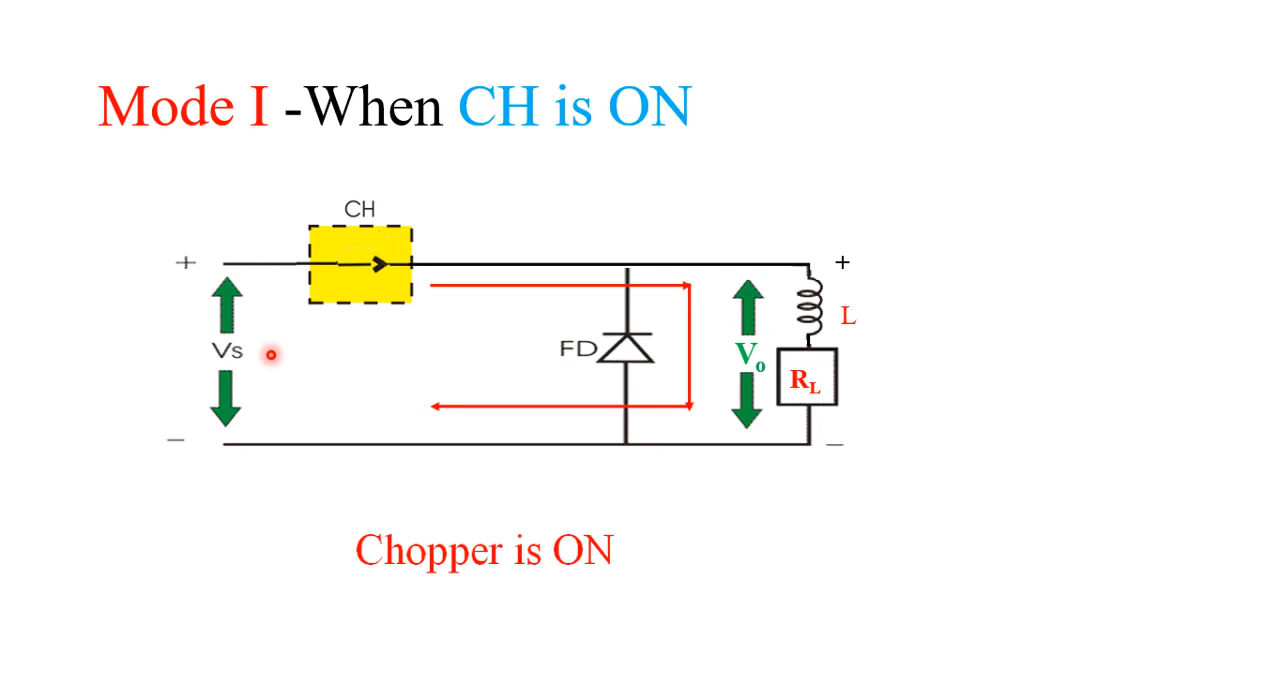 Mode I -When CH is ON
CH
+ +
L
Vs FD Vo
RL
– –
Chopper is ON